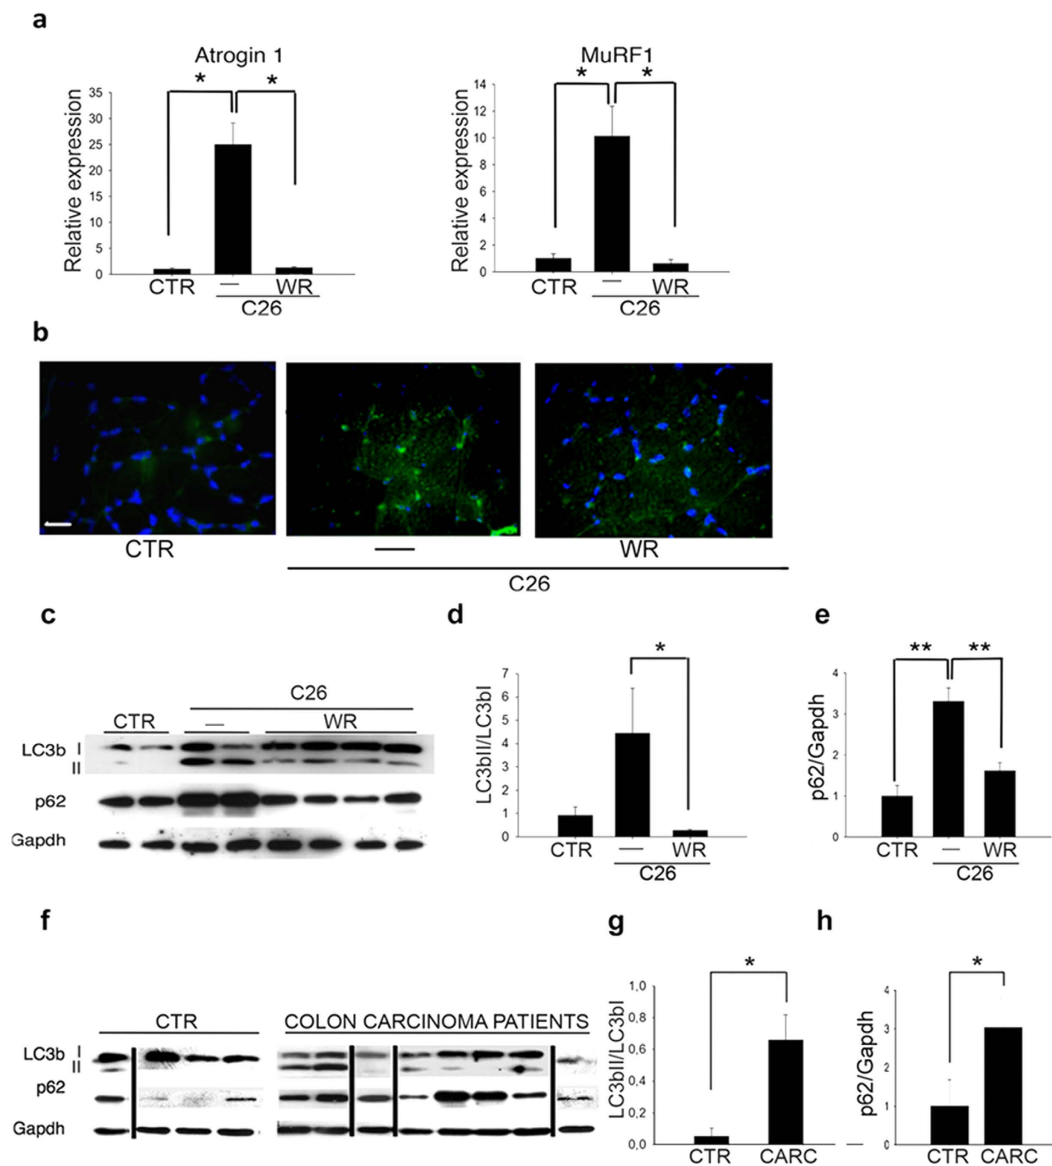 a
Atrogin 1
MuRF1
* *
* *
Relative expression
35
30
25
20
15
10
5
0
CTR — WR
C26
Relative expression
14
12
10
8
6
4
2
0
CTR — WR
C26
b
CTR — WR
C26
c
C26
CTR — WR
LC3b I
II
p62
Gapdh
d
*
LC3bII/LC3bI
7
6
5
4
3
2
1
0
CTR — WR
C26
e
** **
p62/Gapdh
4
3
2
1
0
CTR — WR
C26
f
CTR COLON CARCINOMA PATIENTS
LC3b I
II
p62
Gapdh
g
*
LC3bII/LC3bI
1,0
0,8
0,6
0,4
0,2
0,0
CTR CARC
h
*
p62/Gapdh
4
3
2
1
0
CTR CARC